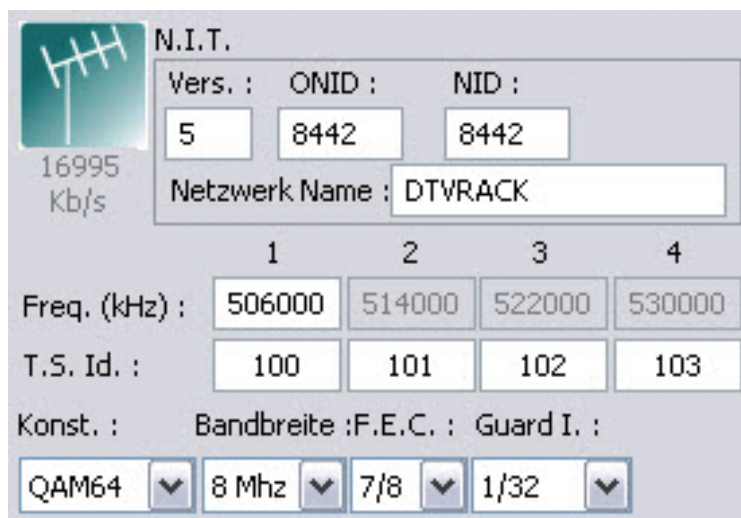 N.I.T.
Vers. : ONID : NID :
5 8442 8442
16995
Kb/s
Netzwerk Name : DTVRACK
1 2 3 4
Freq. (kHz) : 506000 514000 522000 530000
T.S. Id. : 100 101 102 103
Konst. : Bandbreite : F.E.C. : Guard I. :
QAM64 8 Mhz 7/8 1/32